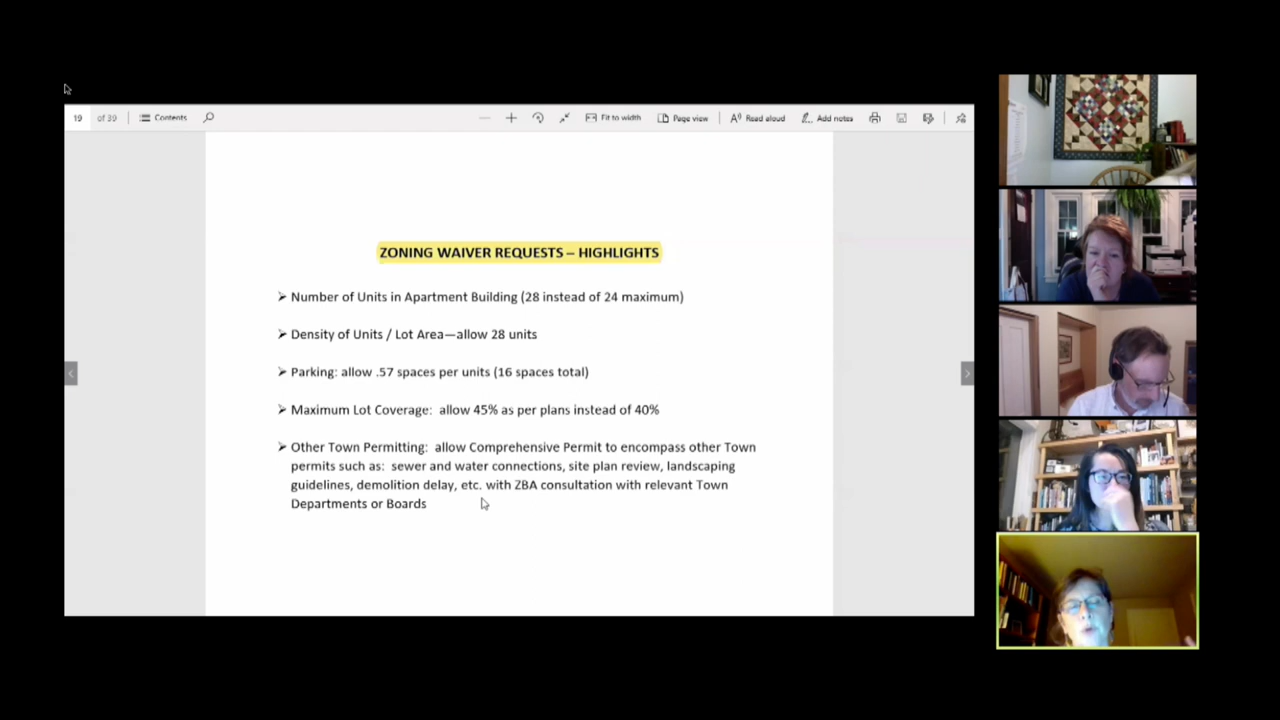 19 of 39 Contents Fit to width Page view Read aloud Add notes
ZONING WAIVER REQUESTS – HIGHLIGHTS
➢ Number of Units in Apartment Building (28 instead of 24 maximum)
➢ Density of Units / Lot Area—allow 28 units
➢ Parking: allow .57 spaces per units (16 spaces total)
➢ Maximum Lot Coverage: allow 45% as per plans instead of 40%
➢ Other Town Permitting: allow Comprehensive Permit to encompass other Town
permits such as: sewer and water connections, site plan review, landscaping
guidelines, demolition delay, etc. with ZBA consultation with relevant Town
Departments or Boards